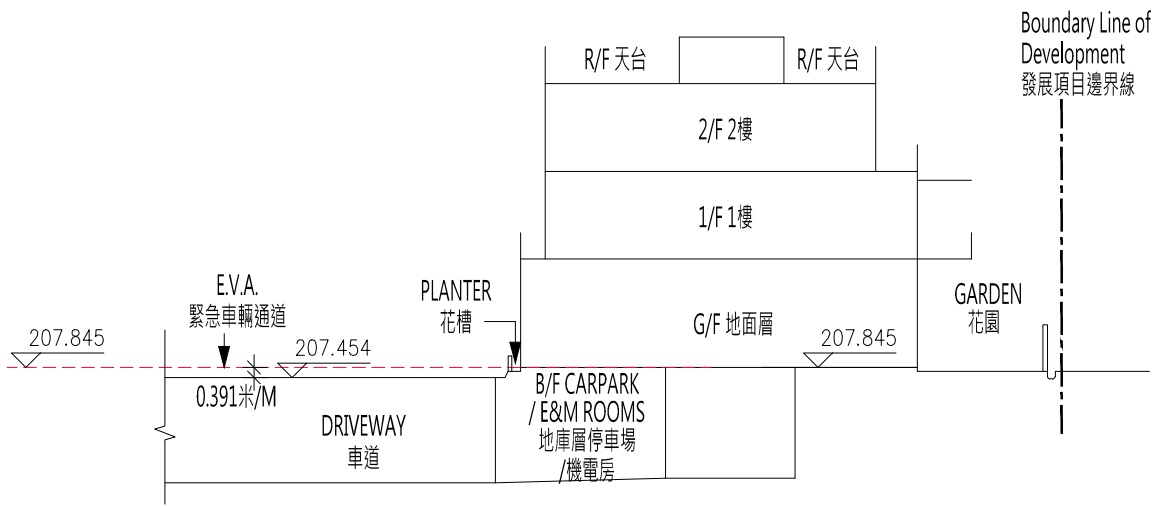 Boundary Line of
Development
發展項目邊界線
R/F 天台
R/F 天台
2/F 2樓
1/F 1樓
E.V.A.
緊急車輛通道
PLANTER
花槽
GARDEN
花園
G/F 地面層
207.845
207.454
207.845
0.391米/M
B/F CARPARK
/ E&M ROOMS
地庫層停車場
/機電房
DRIVEWAY
車道